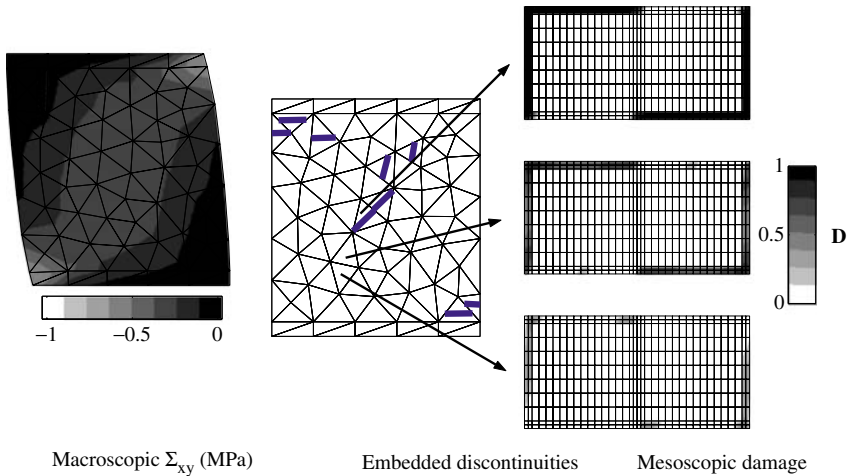 1
0.5
D
0
−1
−0.5
0
Macroscopic Σxy (MPa)
Embedded discontinuities
Mesoscopic damage